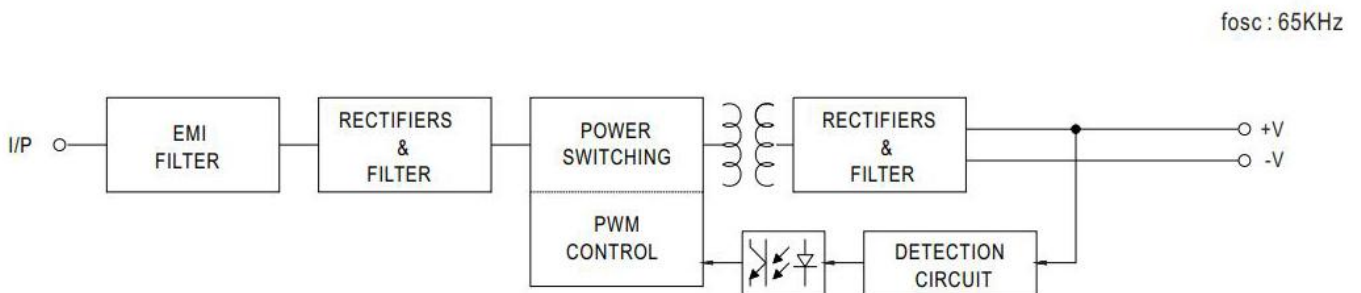 fosc : 65KHz
I/P
EMI
FILTER
RECTIFIERS
&
FILTER
POWER
SWITCHING
PWM
CONTROL
RECTIFIERS
&
FILTER
+V
-V
DETECTION
CIRCUIT